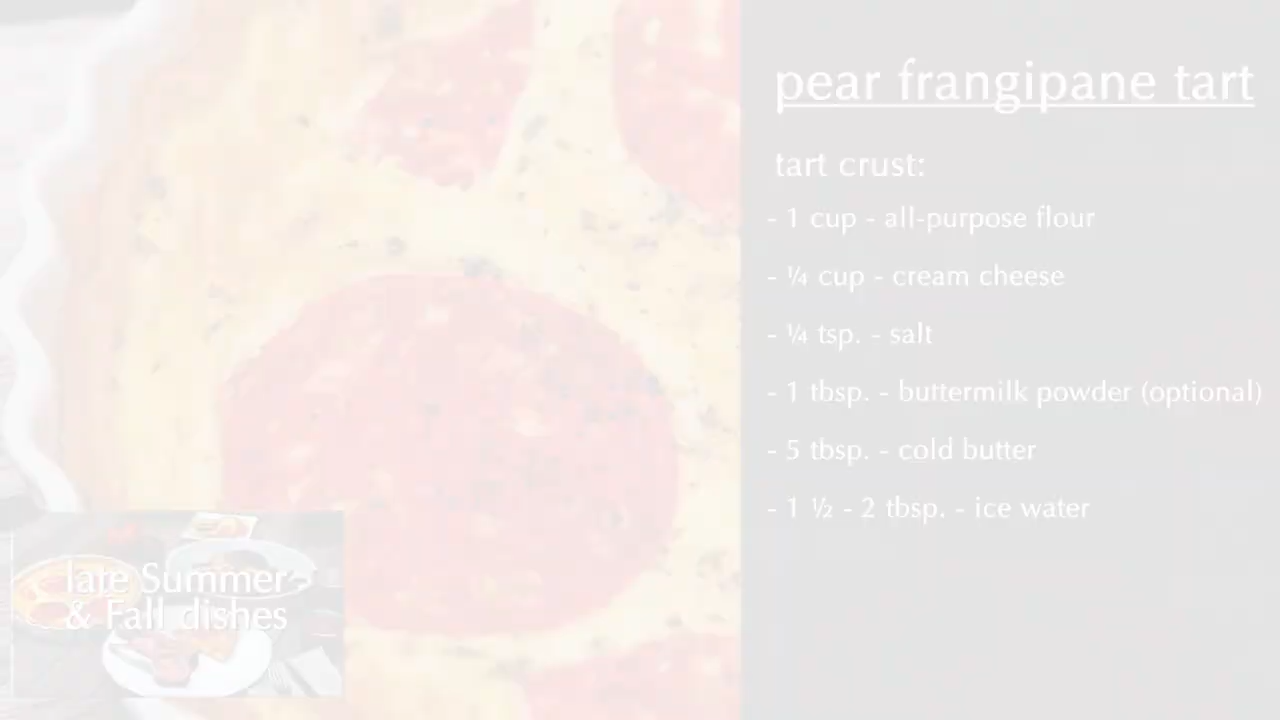 pear frangipane tart
tart crust:
- 1 cup - all-purpose flour
- ¼ cup - cream cheese
- ¼ tsp. - salt
- 1 tbsp. - buttermilk powder (optional)
- 5 tbsp. - cold butter
- 1 ½ - 2 tbsp. - ice water
late Summer
& Fall dishes